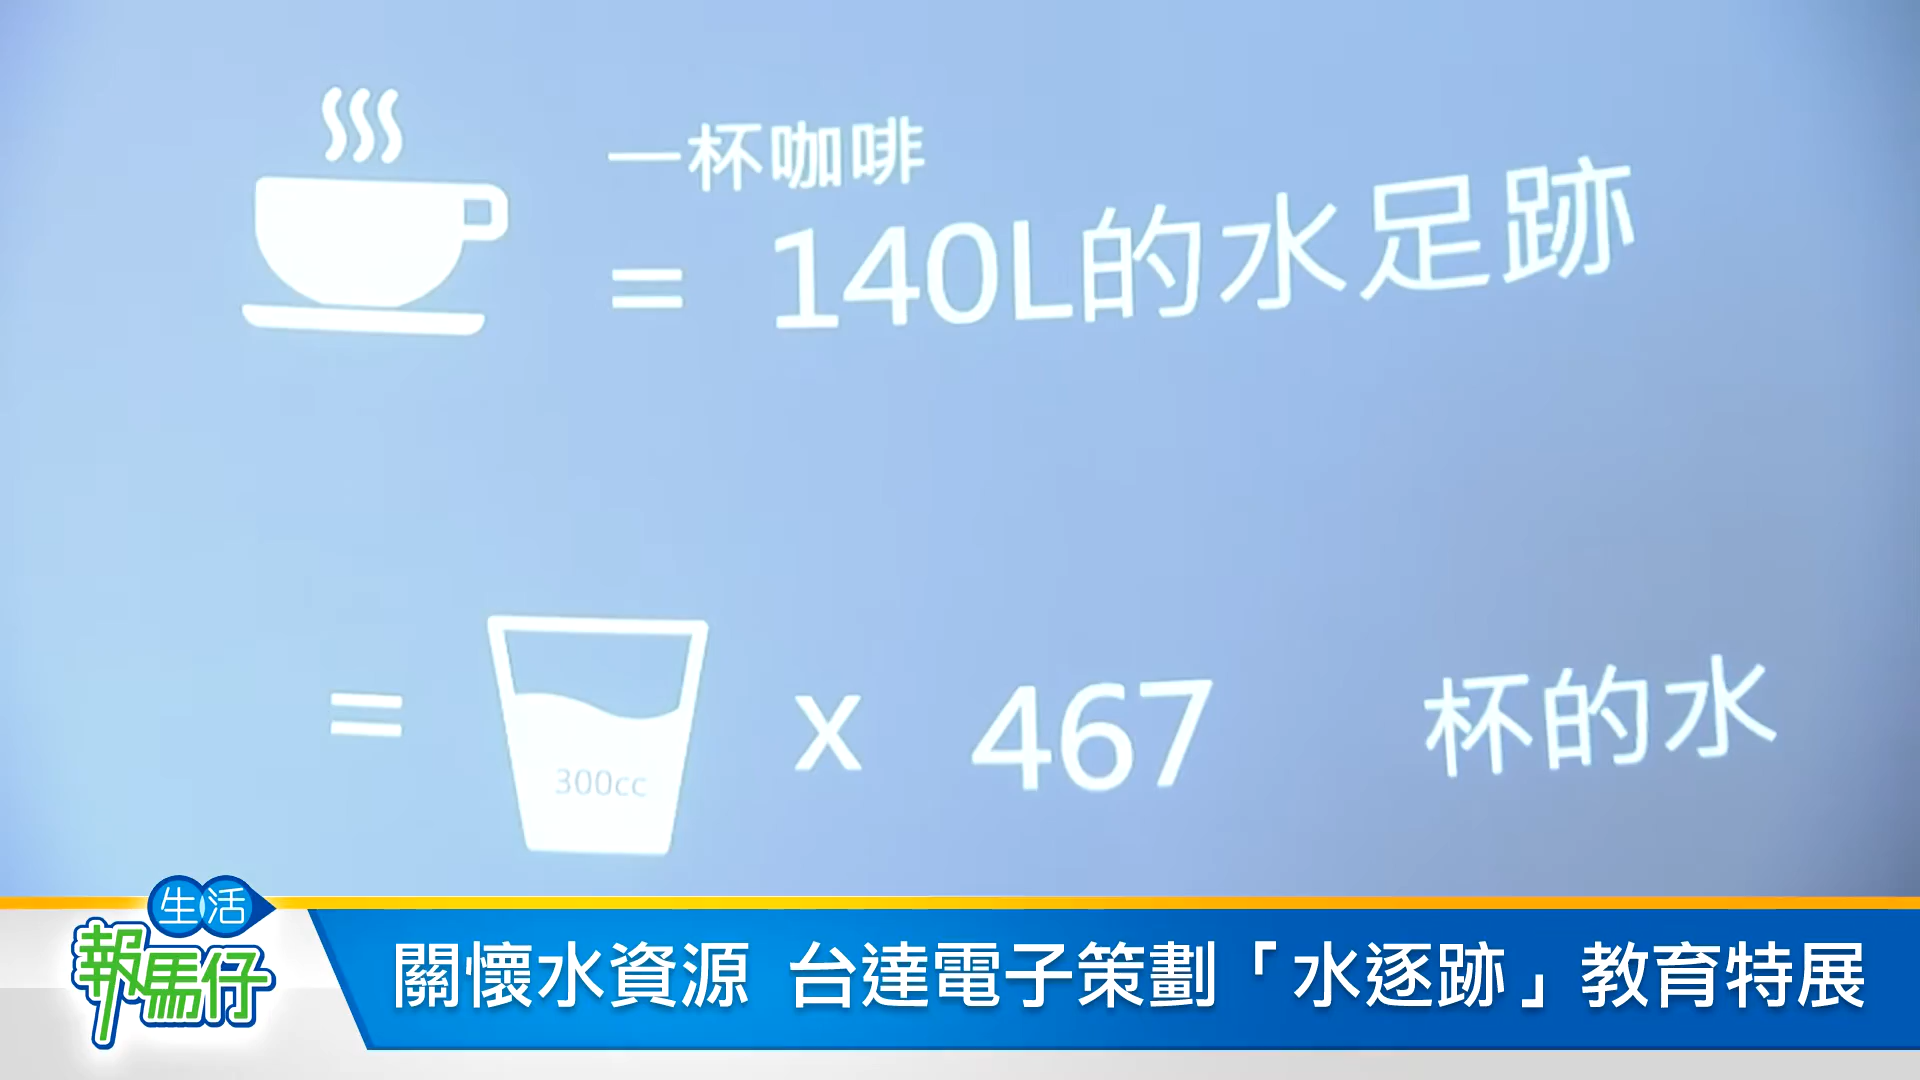 一杯咖啡
= 140L的水足跡
= 300cc x 467 杯的水
生活
報馬仔
關懷水資源 台達電子策劃「水逐跡」教育特展